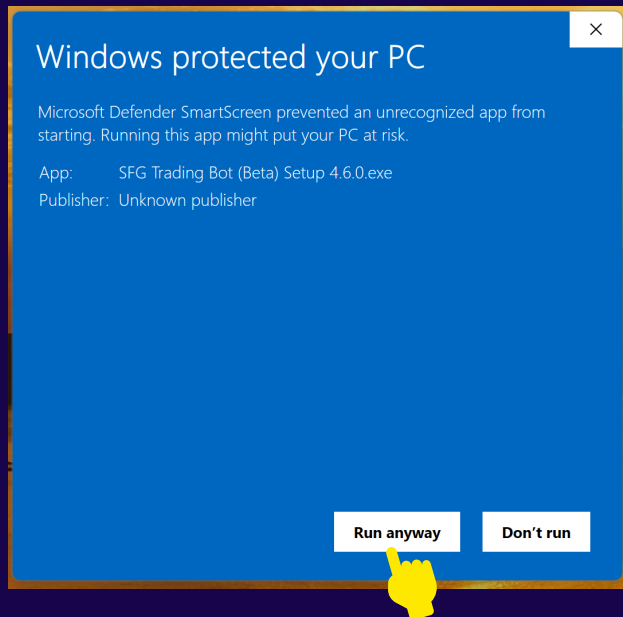 Windows protected your PC
Microsoft Defender SmartScreen prevented an unrecognized app from
starting. Running this app might put your PC at risk.
App: SFG Trading Bot (Beta) Setup 4.6.0.exe
Publisher: Unknown publisher
Run anyway Don’t run